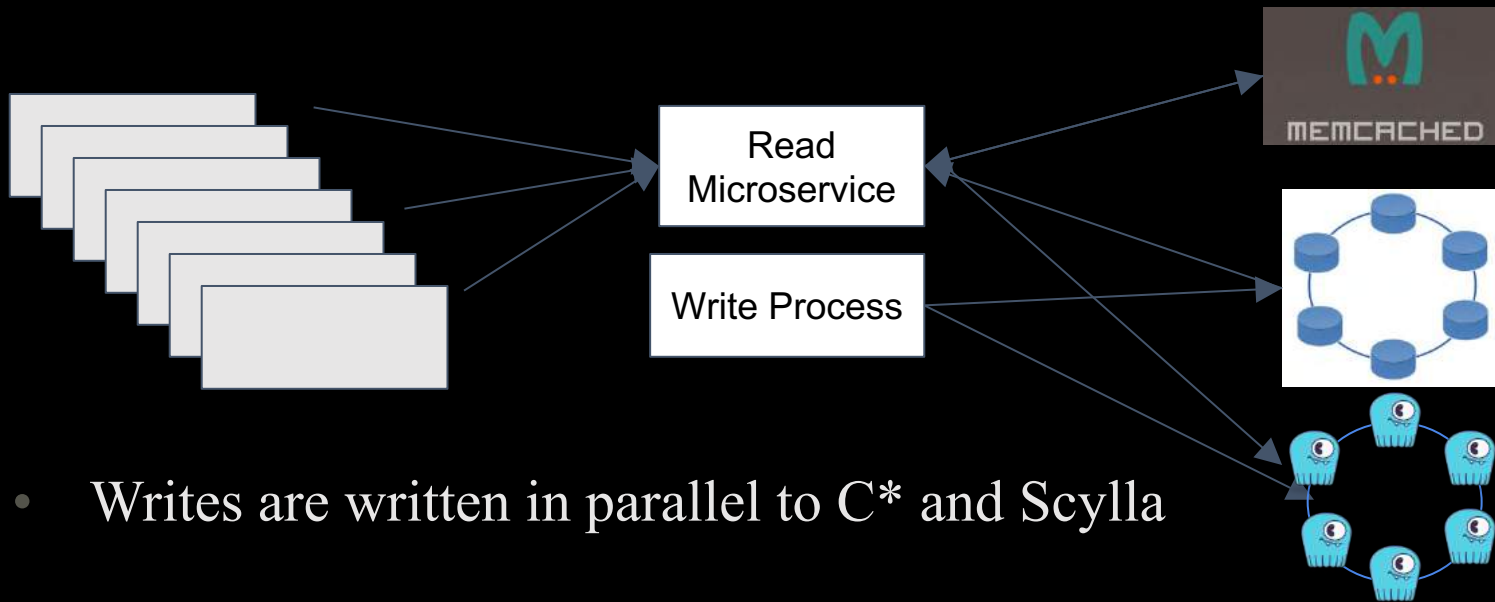 MEMCACHED
Read
Microservice
Write Process
• Writes are written in parallel to C* and Scylla